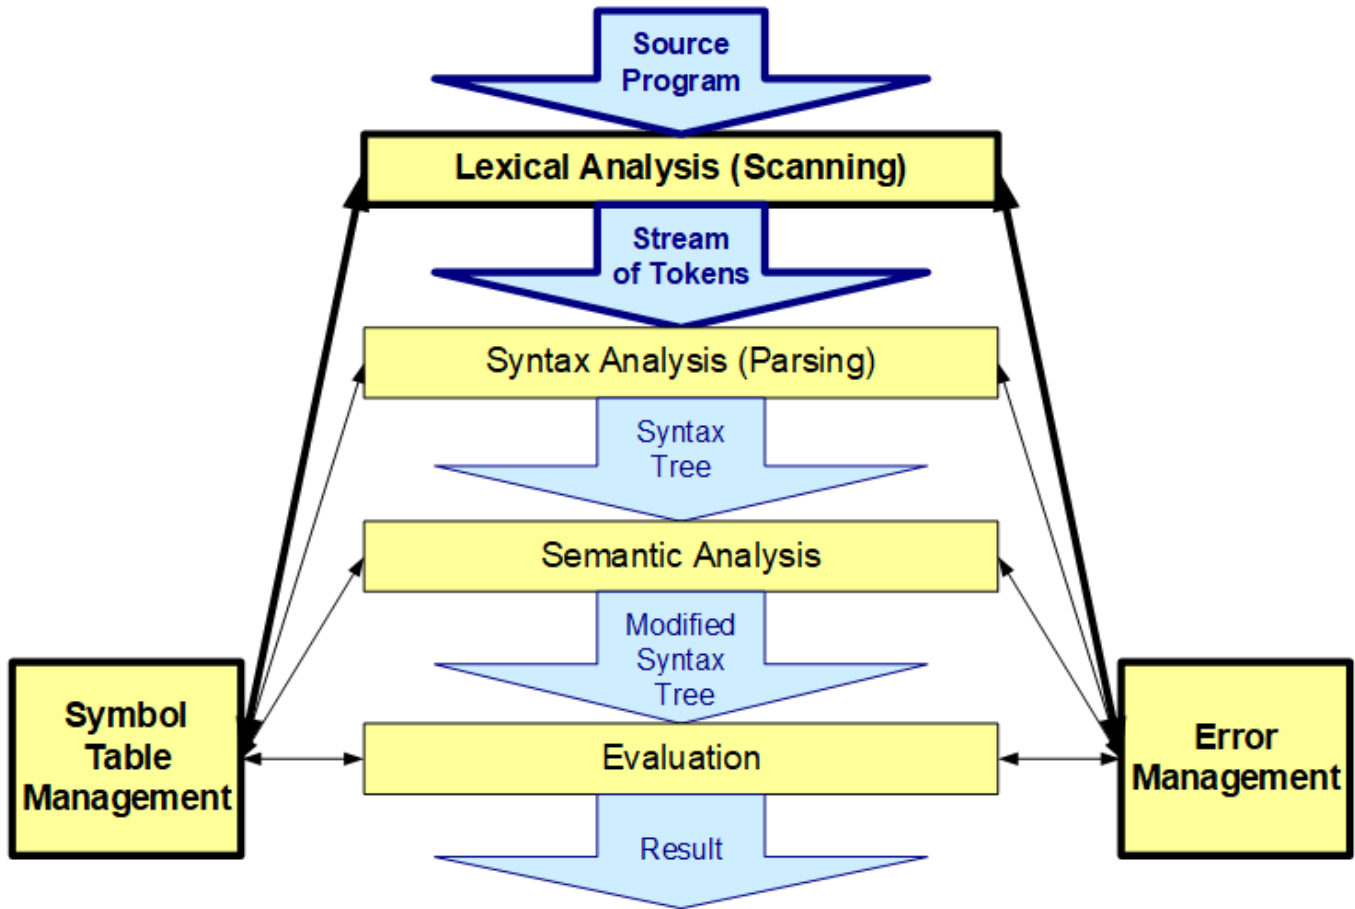 Source
Program
Lexical Analysis (Scanning)
Stream
of Tokens
Syntax Analysis (Parsing)
Syntax
Tree
Semantic Analysis
Modified
Syntax
Tree
Symbol
Table
Management
Evaluation
Error
Management
Result